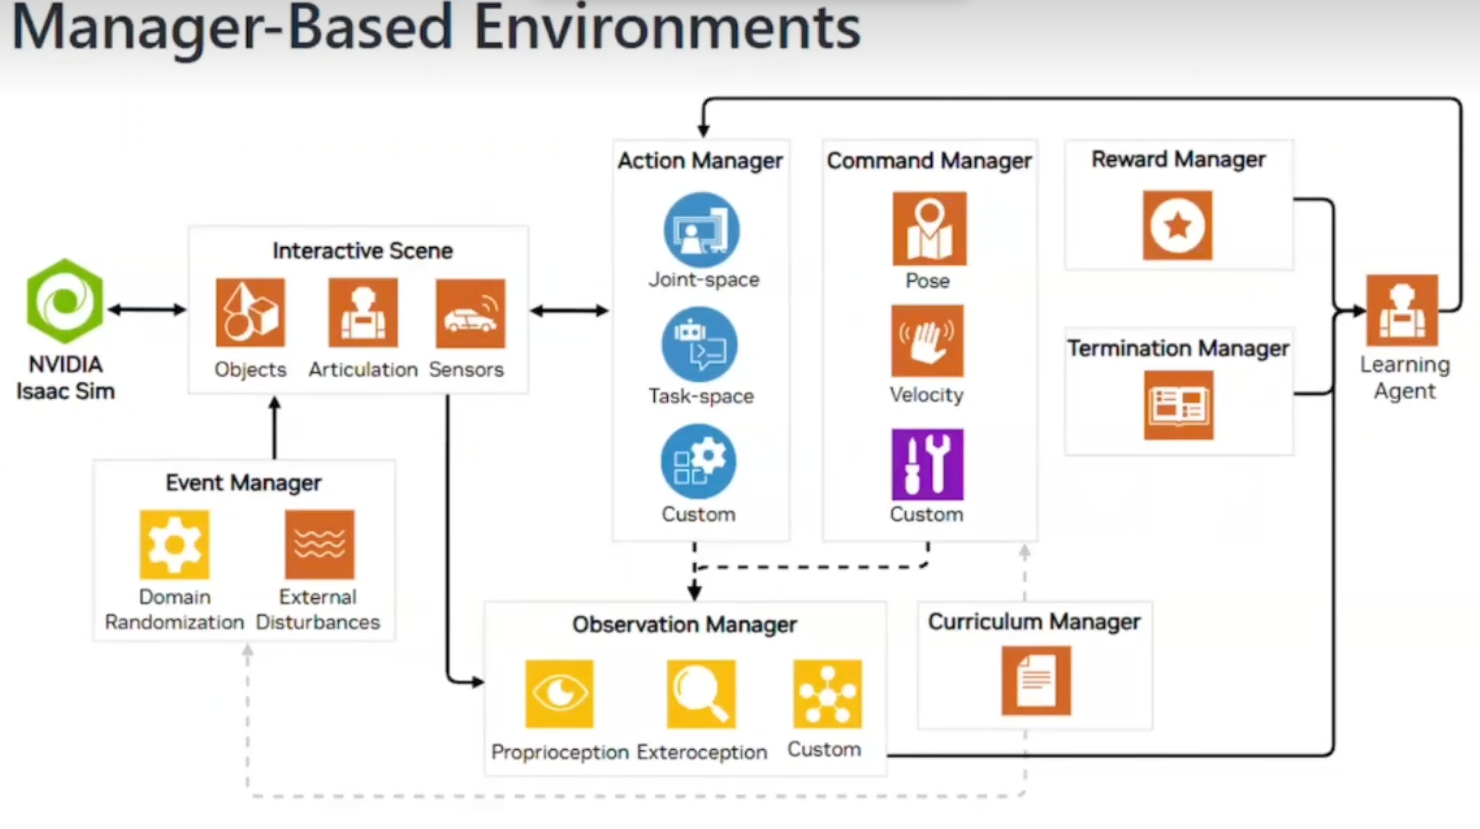 Manager-Based Environments
Action Manager
Joint-space
Task-space
Custom
Command Manager
Pose
Velocity
Custom
Reward Manager
Termination Manager
Learning
Agent
Interactive Scene
Objects
Articulation
Sensors
NVIDIA
Isaac Sim
Event Manager
Domain
Randomization
External
Disturbances
Observation Manager
Proprioception
Exteroception
Custom
Curriculum Manager